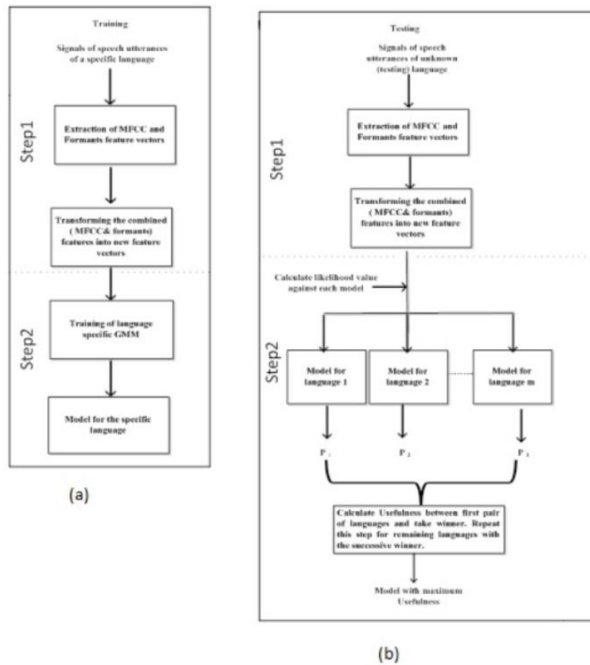 Training
Signals of speech utterances
of a specific language
Step1
Extraction of MFCC and
Formants feature vectors
Transforming the combined
( MFCC& formants)
features into new feature
vectors
Step2
Training of language
specific GMM
Model for the specific
language
(a)
Testing
Signals of speech
utterances of unknown
(testing) language
Step1
Extraction of MFCC and
Formants feature vectors
Transforming the combined
( MFCC& formants)
features into new feature
vectors
Calculate likelihood value
against each model
Step2
Model for
language 1
Model for
language 2
Model for
language m
P 1
P 2
P 3
Calculate Usefulness between first pair
of languages and take winner. Repeat
this step for remaining languages with
the successive winner.
Model with maximum
Usefulness
(b)